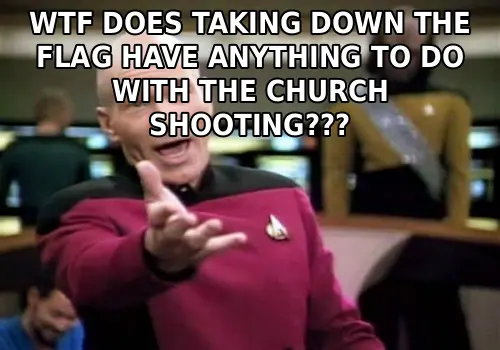 WTF DOES TAKING DOWN THE
FLAG HAVE ANYTHING TO DO
WITH THE CHURCH
SHOOTING???